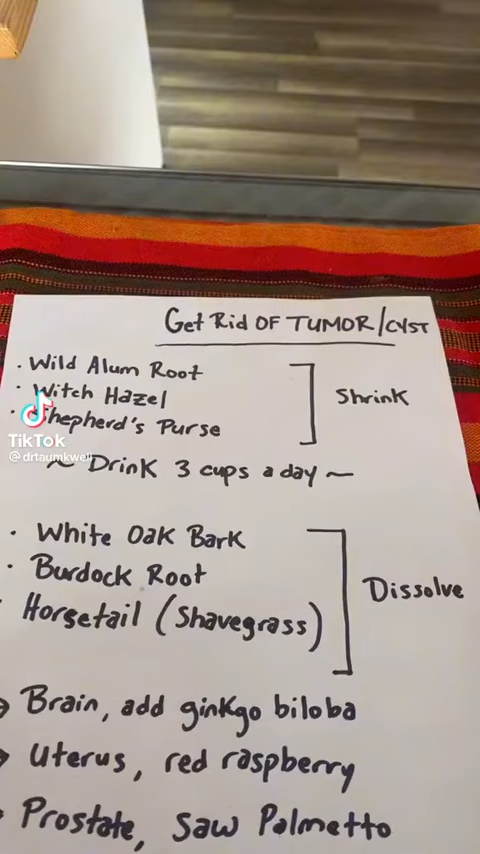 Get Rid OF TUMOR/CYST
• Wild Alum Root
• Witch Hazel
• Shepherd's Purse
Shrink
~ Drink 3 cups a day ~
• White Oak Bark
• Burdock Root
• Horsetail (Shavegrass)
Dissolve
→ Brain, add ginkgo biloba
→ Uterus, red raspberry
→ Prostate, Saw Palmetto
TikTok
@drtaumkwell